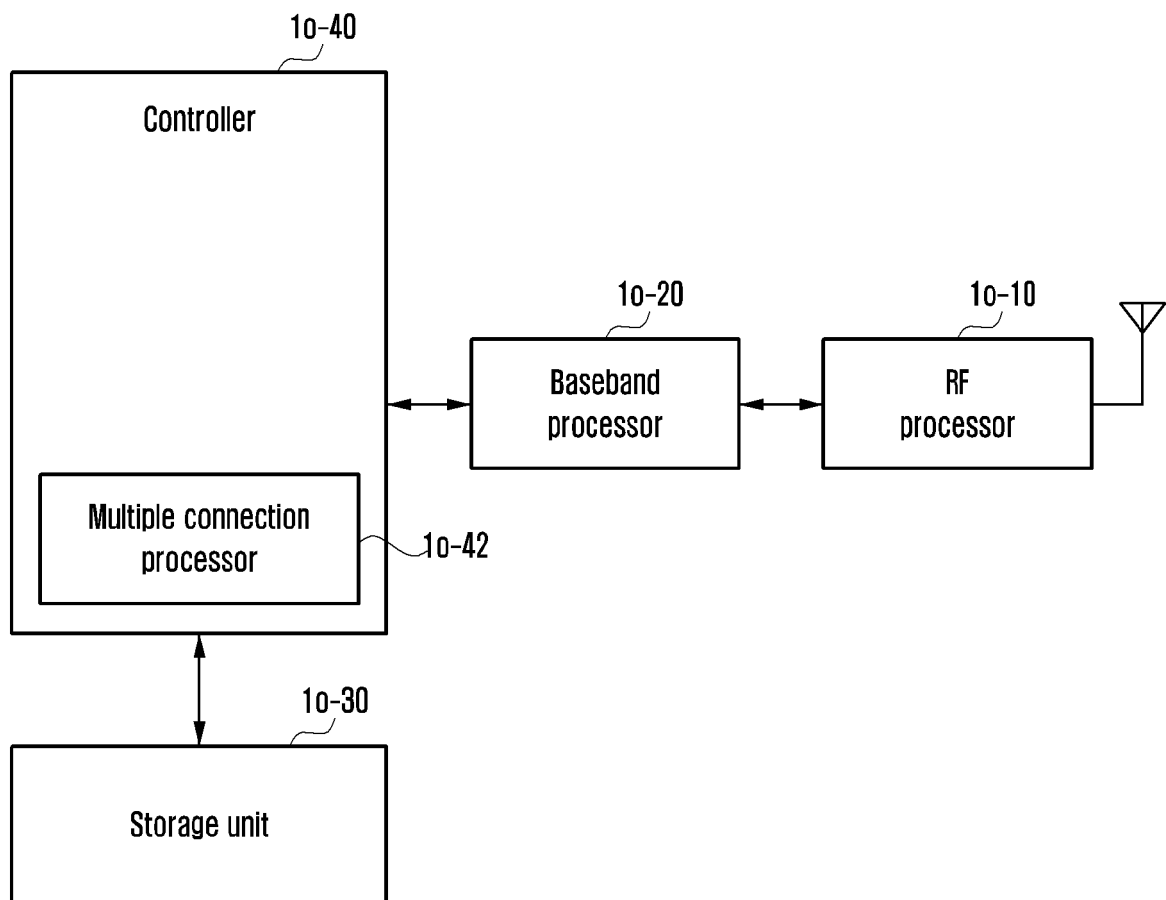 1o-40
Controller
1o-20
1o-10
Baseband
processor
RF
processor
Multiple connection
processor
1o-42
1o-30
Storage unit